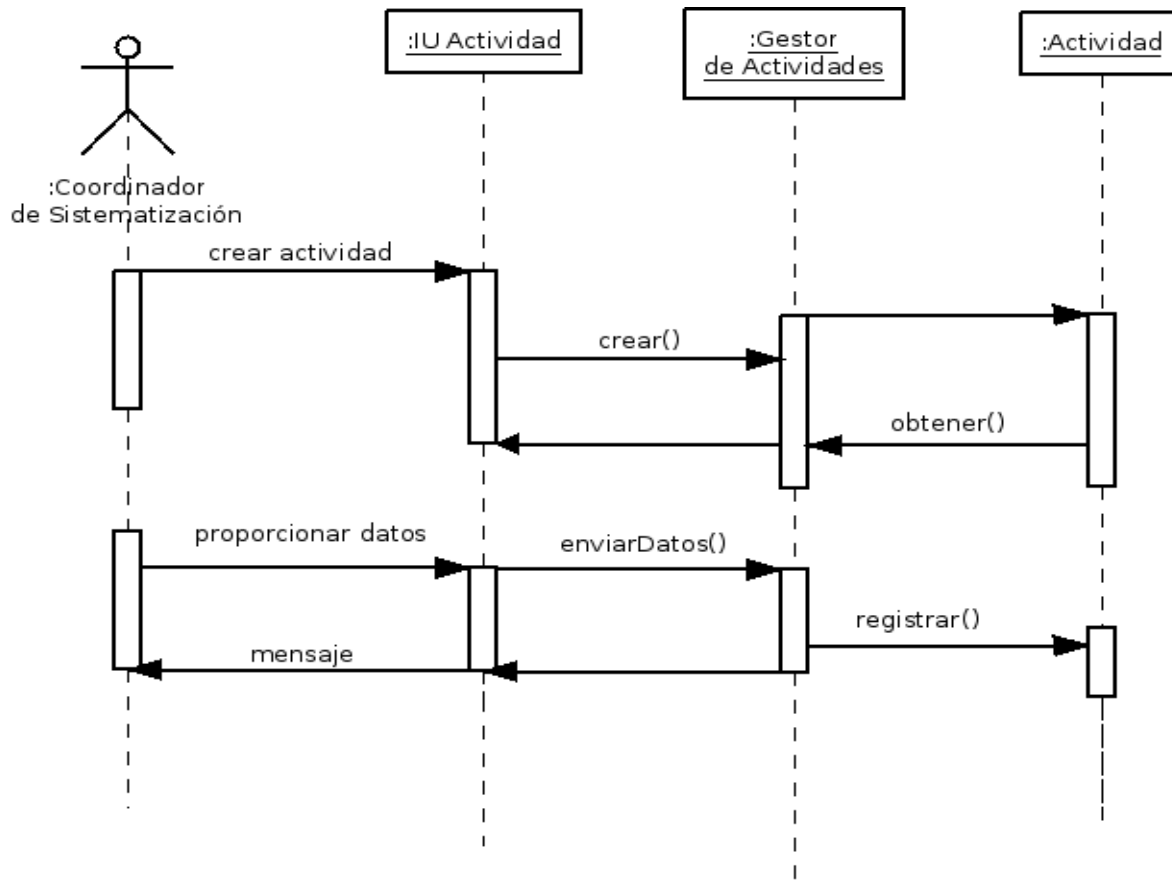 :IU Actividad
:Gestor
de Actividades
:Actividad
:Coordinador
de Sistematización
crear actividad
crear()
obtener()
proporcionar datos
enviarDatos()
registrar()
mensaje